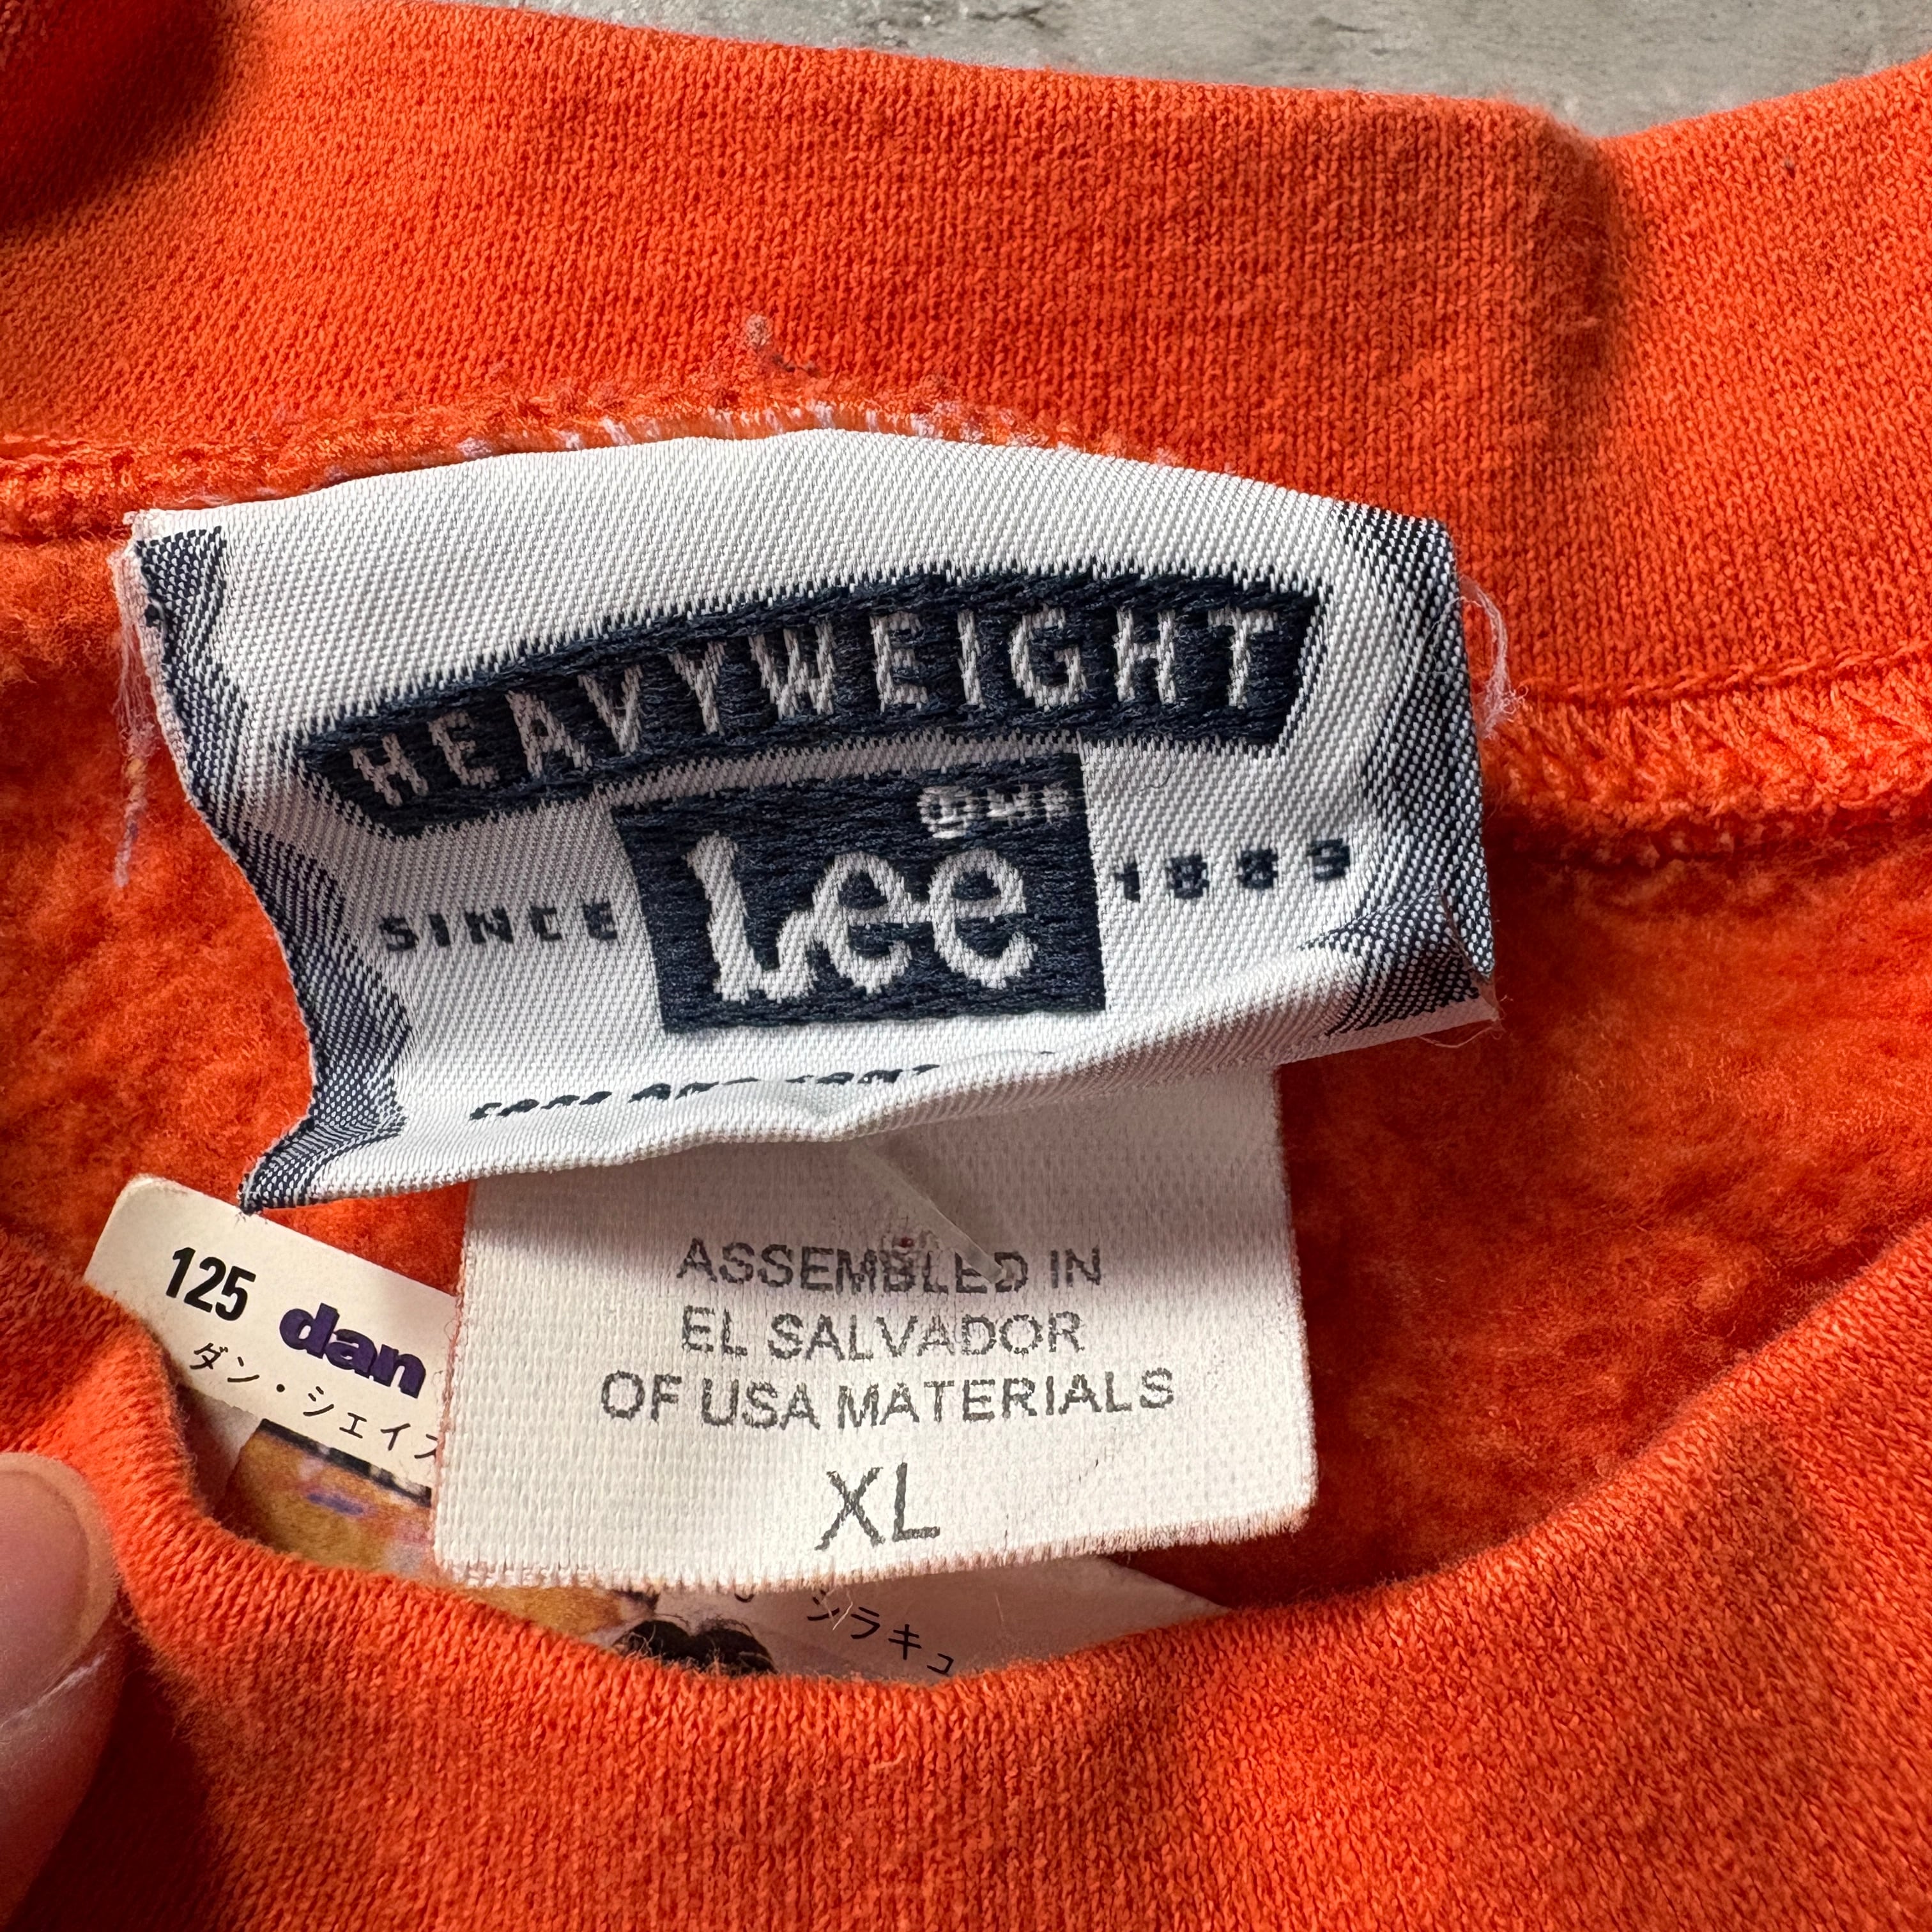 HEAVYWEIGHT
Lee
SINCE 1889
125 dan
ダン・シェイ
ASSEMBLED IN
EL SALVADOR
OF USA MATERIALS
XL
シラキュ